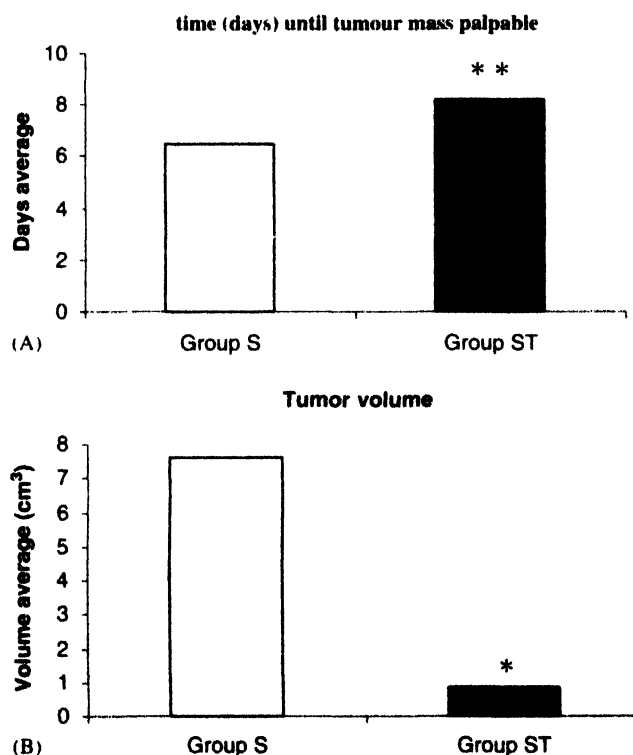 time (days) until tumour mass palpable
* *
10
8
6
4
2
0
Days average
(A)
Group S
Group ST
Tumor volume
8
7
6
5
4
3
2
1
0
Volume average (cm³)
*
(B)
Group S
Group ST